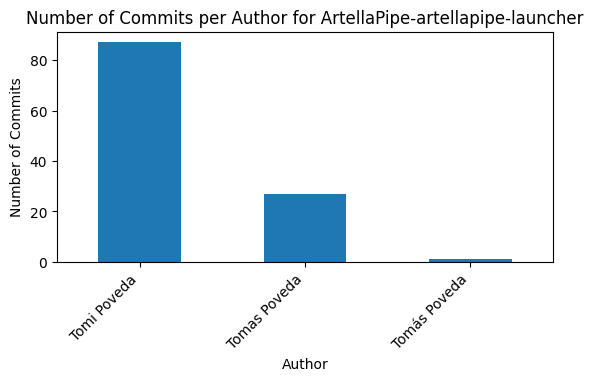 Number of Commits per Author for ArtellaPipe-artellapipe-launcher
Number of Commits
80
60
40
20
0
Tomi Poveda
Tomas Poveda
Tomás Poveda
Author